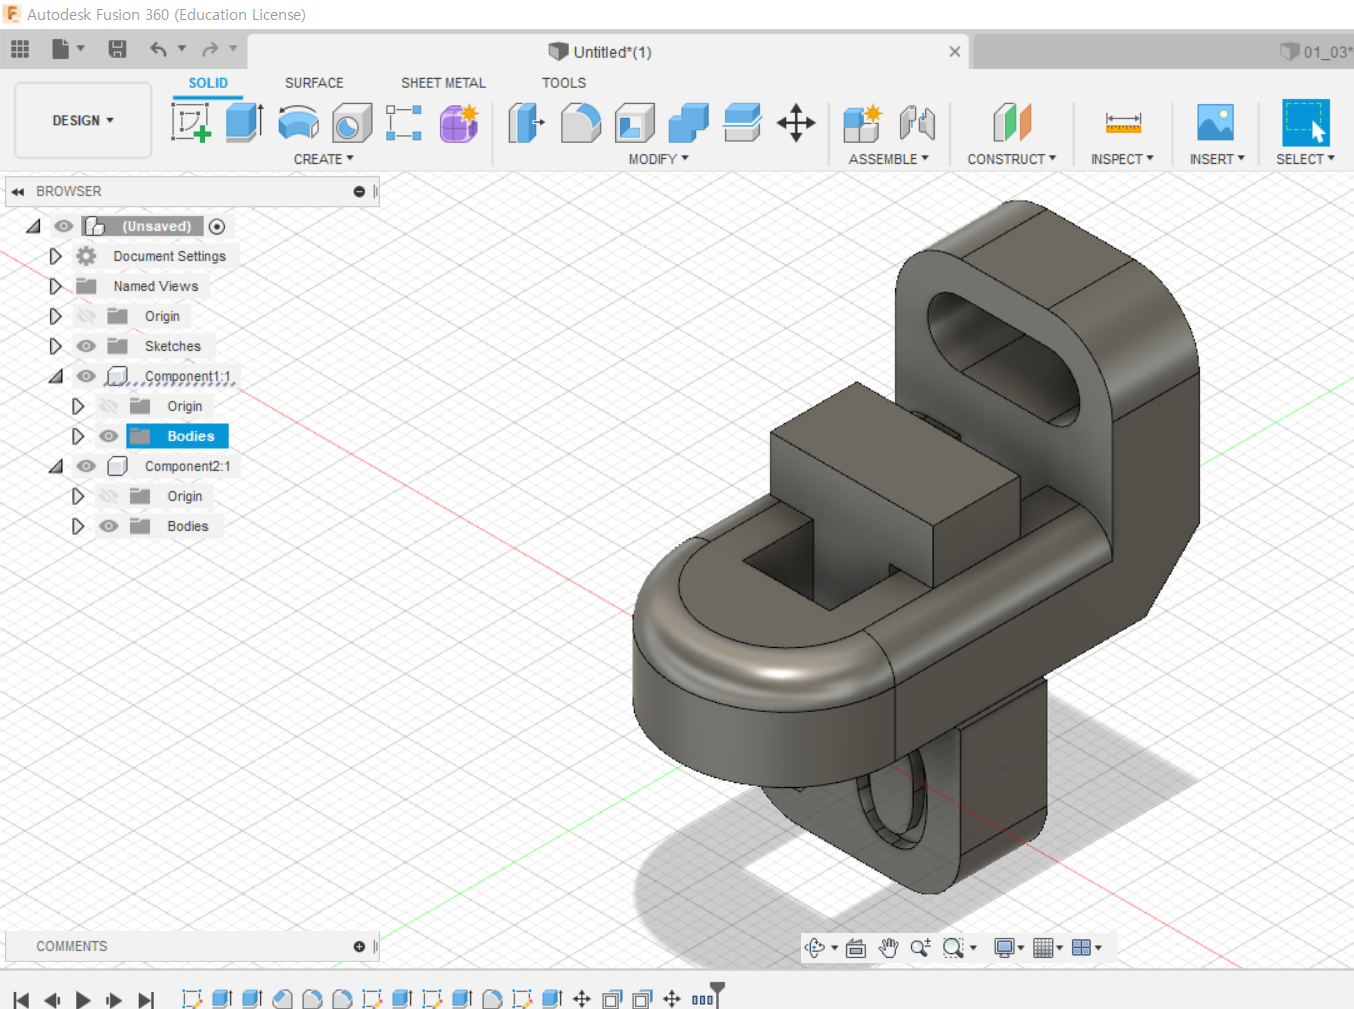 F Autodesk Fusion 360 (Education License)
Untitled*(1)
01_03*
SOLID SURFACE SHEET METAL TOOLS
DESIGN
CREATE MODIFY ASSEMBLE CONSTRUCT INSPECT INSERT SELECT
BROWSER
(Unsaved)
Document Settings
Named Views
Origin
Sketches
Component1:1
Origin
Bodies
Component2:1
Origin
Bodies
COMMENTS